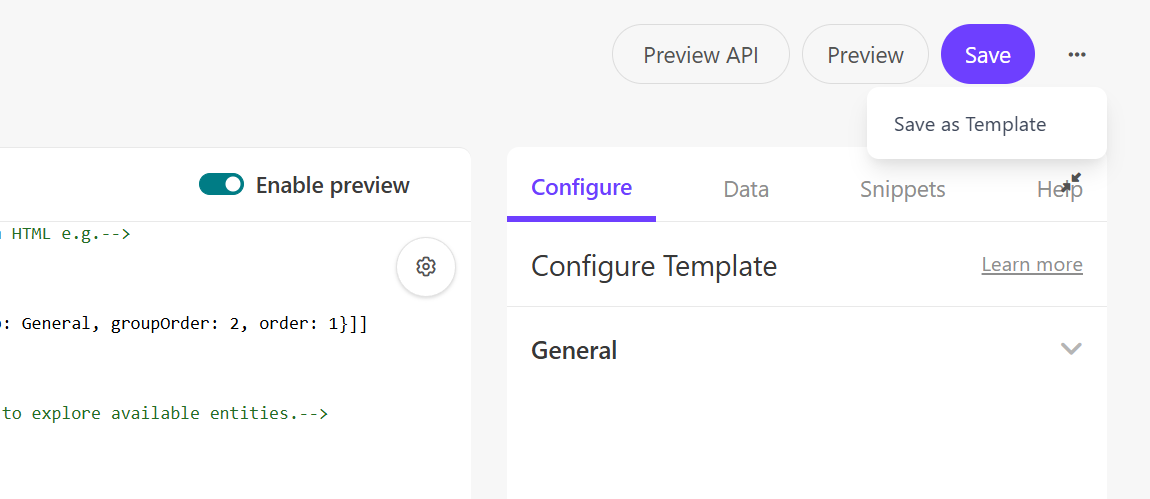 Preview API Preview Save
Save as Template
Enable preview
Configure Data Snippets Help
HTML e.g.-->
Configure Template Learn more
: General, groupOrder: 2, order: 1}]]
General
to explore available entities.-->